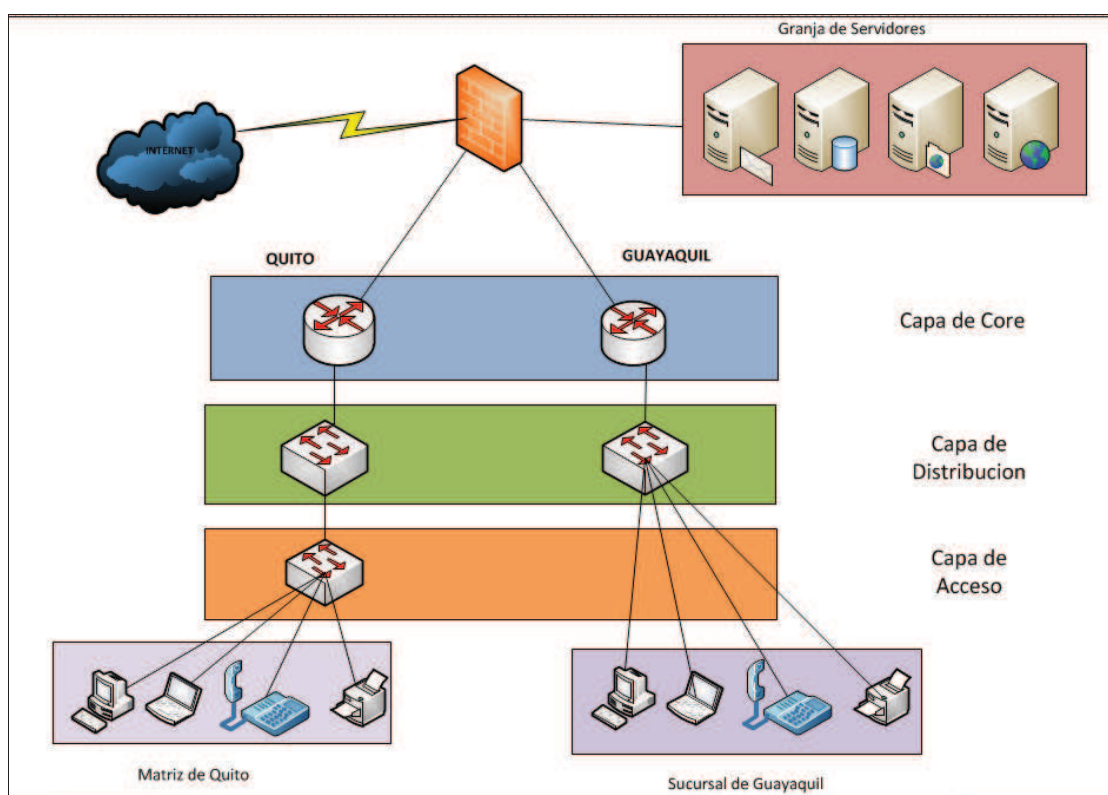 Granja de Servidores
INTERNET
QUITO
GUAYAQUIL
Capa de Core
Capa de
Distribucion
Capa de
Acceso
Matriz de Quito
Sucursal de Guayaquil